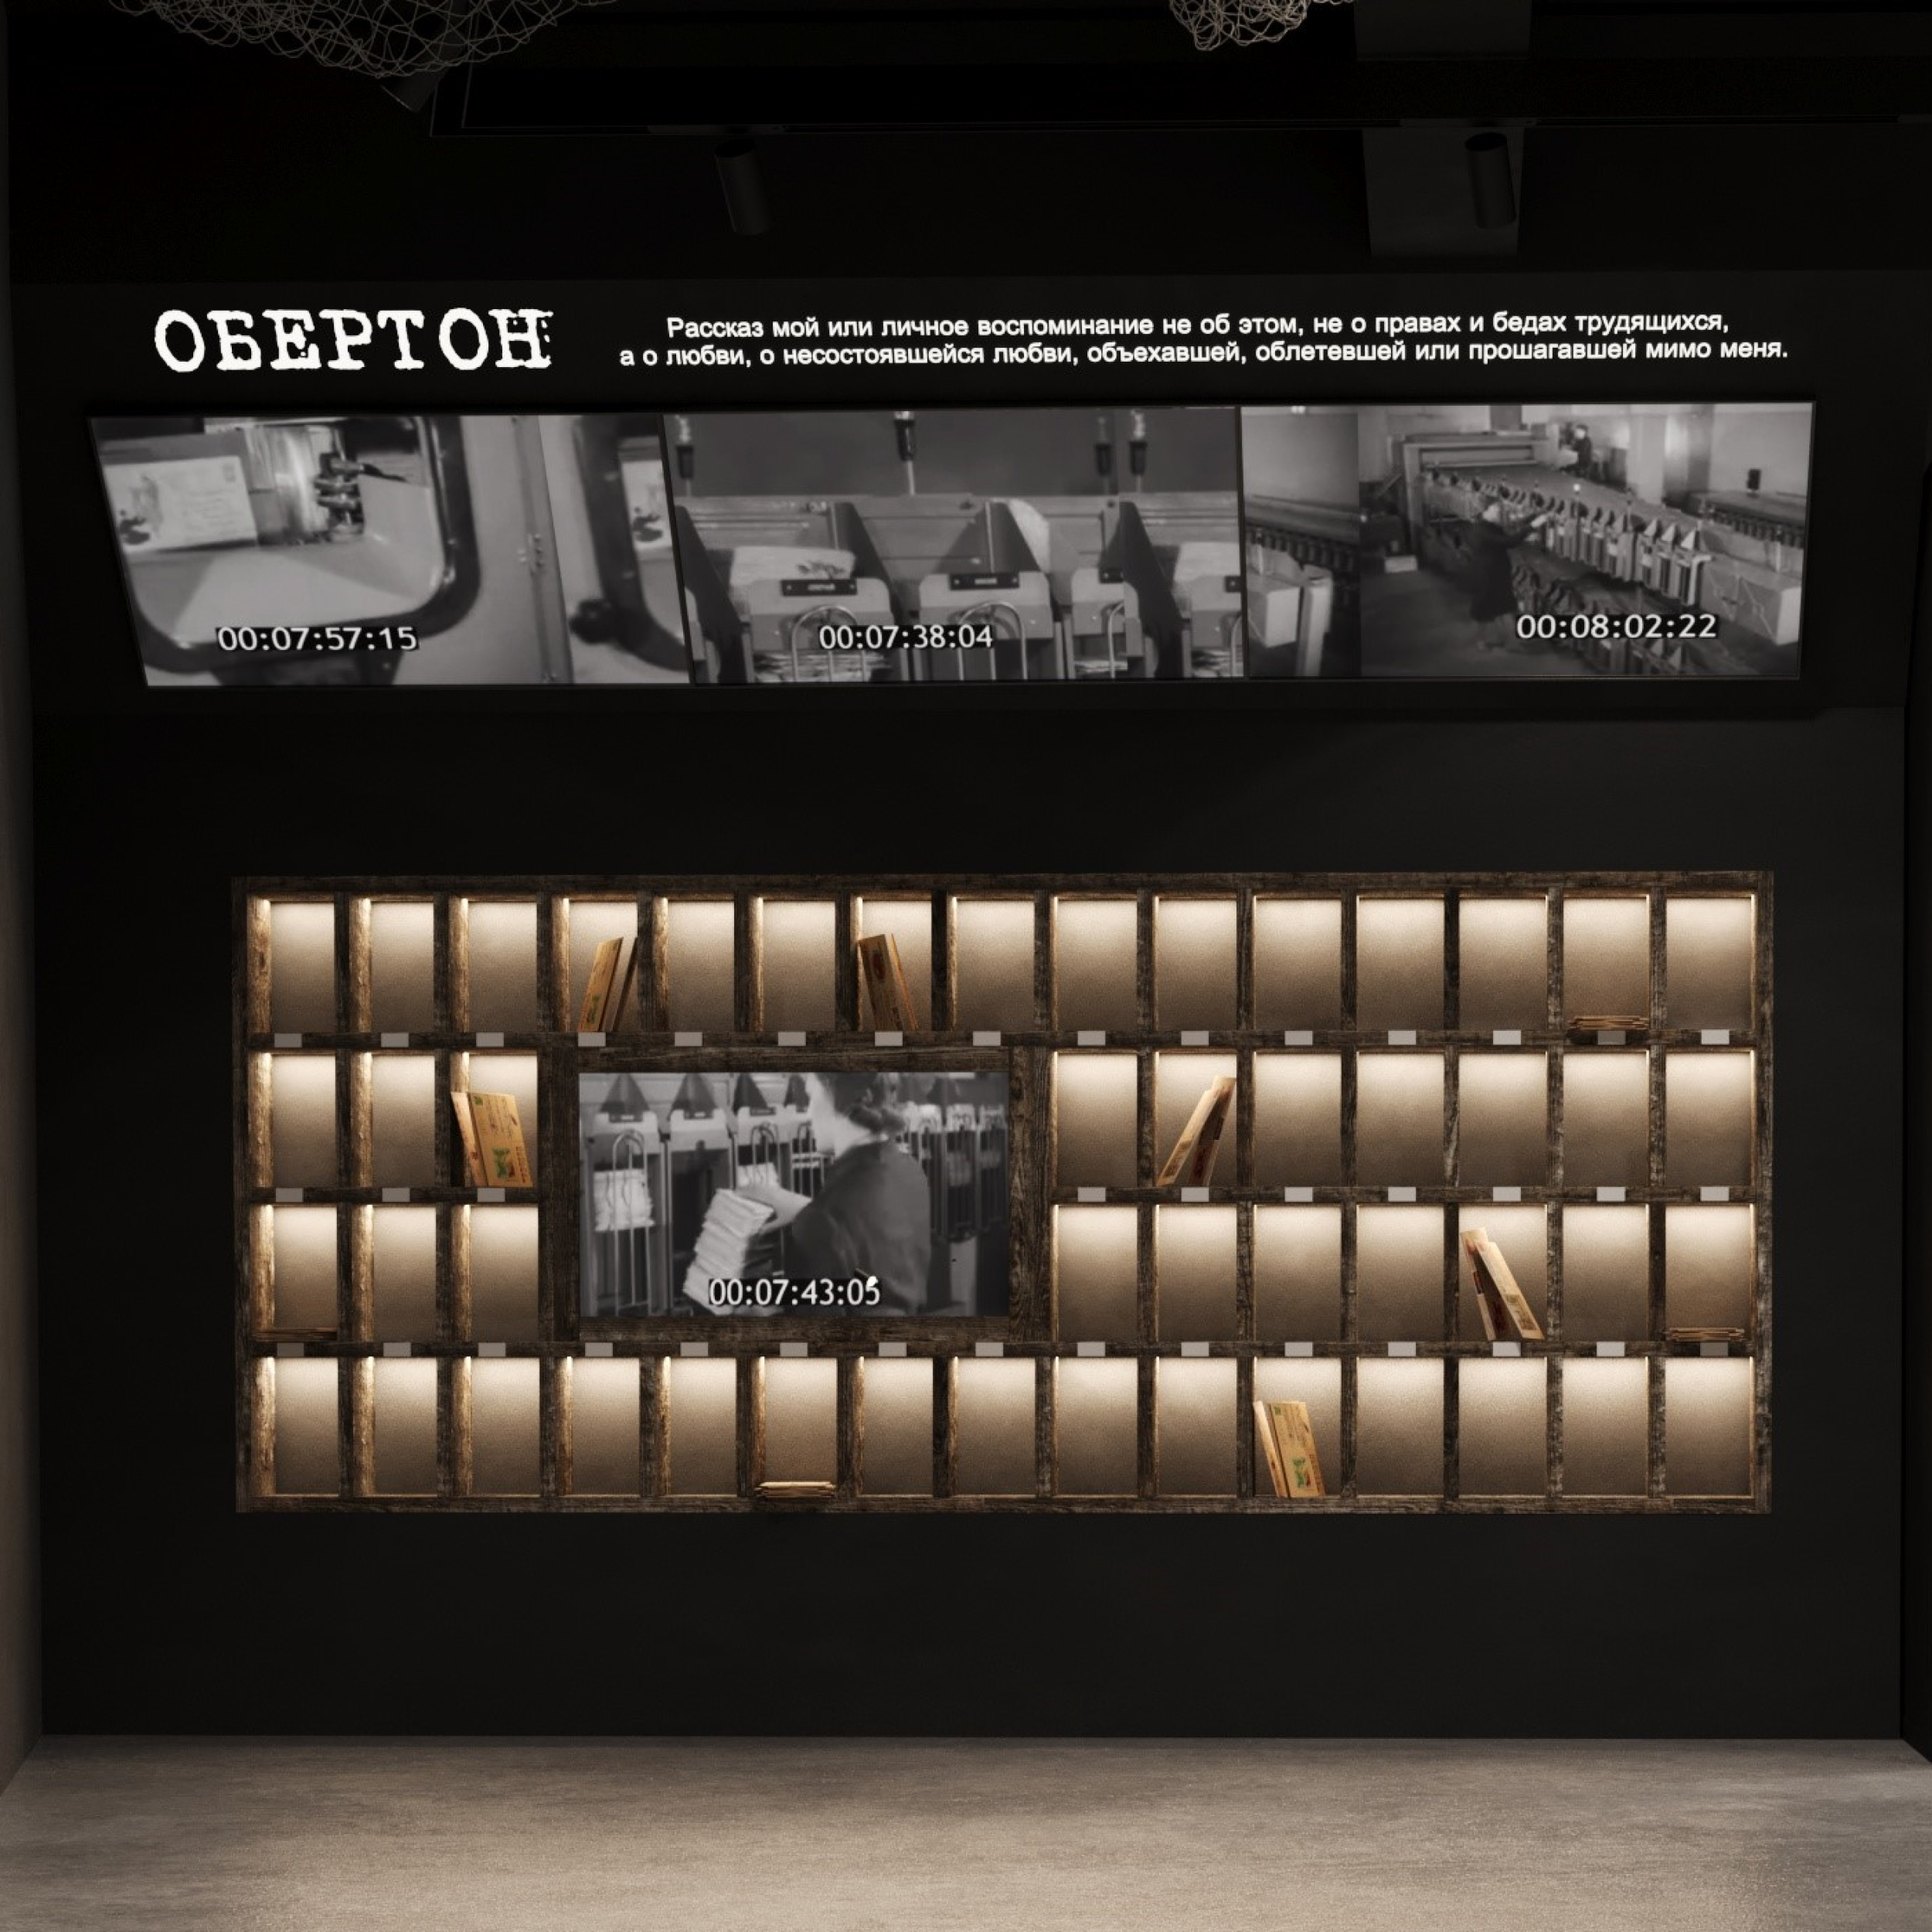 ОБЕРТОН
Рассказ мой или личное воспоминание не об этом, не о правах и бедах трудящихся,
а о любви, о несостоявшейся любви, объехавшей, облетевшей или прошагавшей мимо меня.
00:07:57:15
00:07:38:04
00:08:02:22
00:07:43:05